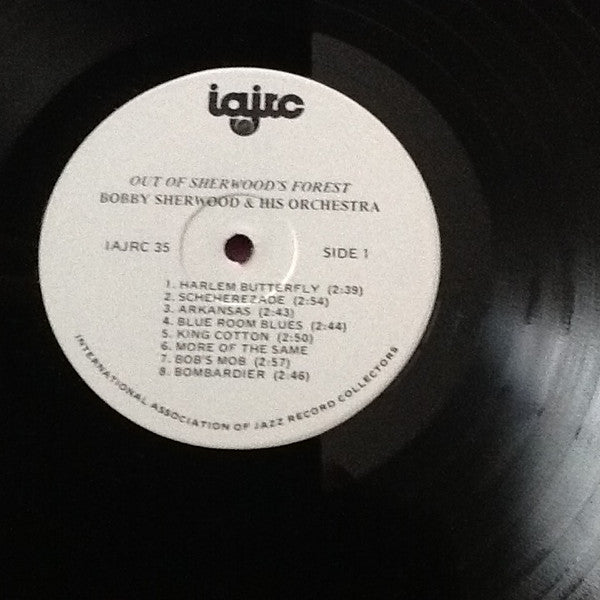 iajrc
OUT OF SHERWOOD'S FOREST
BOBBY SHERWOOD & HIS ORCHESTRA
IAJRC 35
SIDE 1
1. HARLEM BUTTERFLY (2:39)
2. SCHEHEREZADE (2:54)
3. ARKANSAS (2:43)
4. BLUE ROOM BLUES (2:44)
5. KING COTTON (2:50)
6. MORE OF THE SAME
7. BOB'S MOB (2:57)
8. BOMBARDIER (2:46)
INTERNATIONAL ASSOCIATION OF JAZZ RECORD COLLECTORS